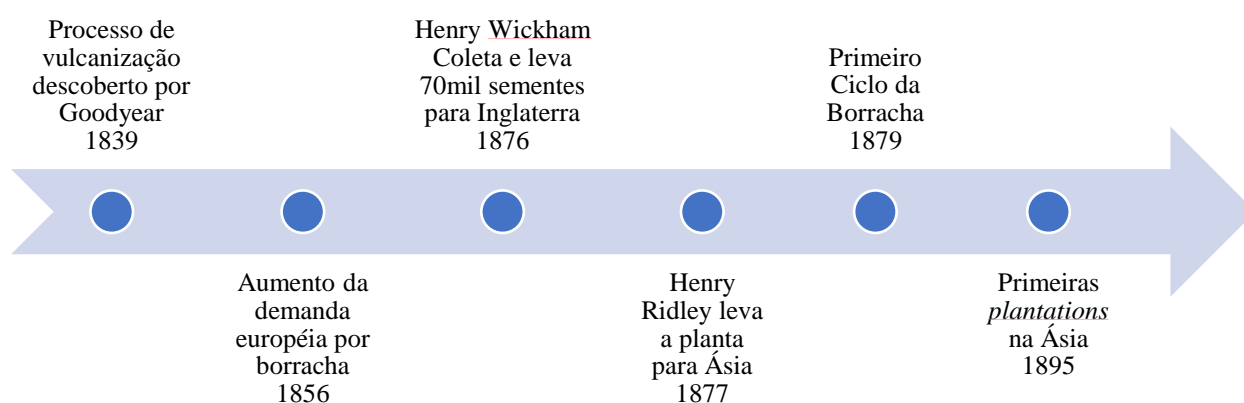 Processo de
vulcanização
descoberto por
Goodyear
1839
Aumento da
demanda
européia por
borracha
1856
Henry Wickham
Coleta e leva
70mil sementes
para Inglaterra
1876
Henry
Ridley leva
a planta
para Ásia
1877
Primeiro
Ciclo da
Borracha
1879
Primeiras
plantations
na Ásia
1895